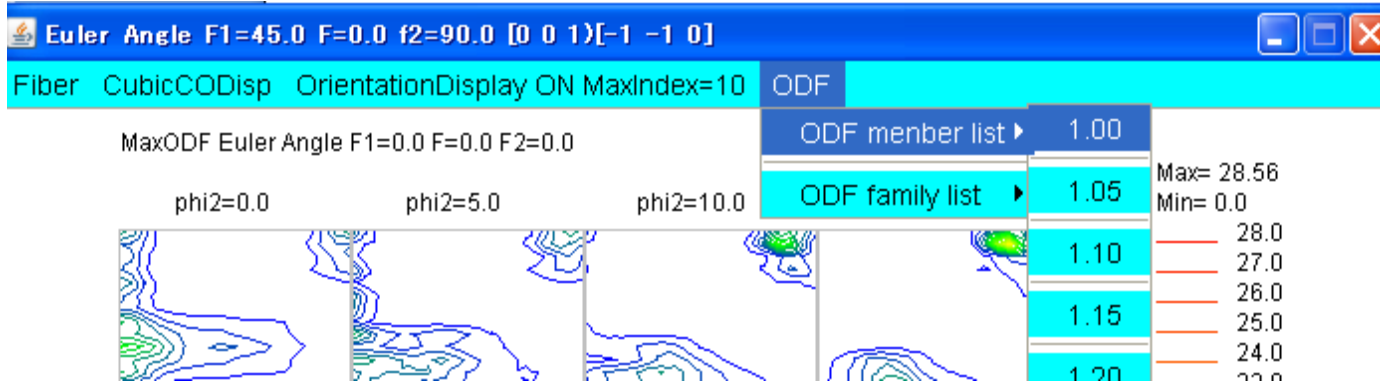 Euler Angle F1=45.0 F=0.0 f2=90.0 [0 0 1)[-1 -1 0]
Fiber CubicCODisp OrientationDisplay ON MaxIndex=10 ODF
ODF menber list 1.00
MaxODF Euler Angle F1=0.0 F=0.0 F2=0.0
Max= 28.56
ODF family list 1.05
Min= 0.0
phi2=0.0 phi2=5.0 phi2=10.0
28.0
1.10
27.0
26.0
1.15
25.0
24.0
1.20